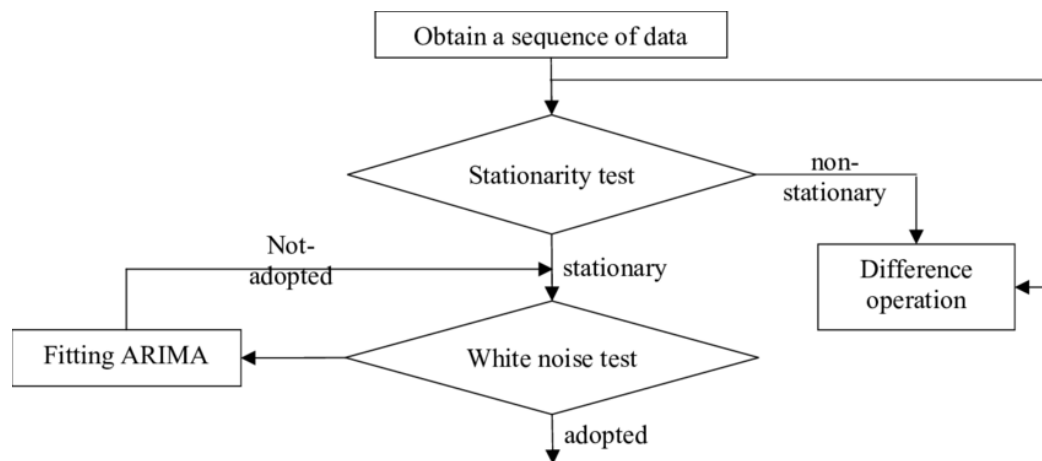 Obtain a sequence of data
Stationarity test
non-
stationary
Not-
adopted
stationary
Difference
operation
Fitting ARIMA
White noise test
adopted